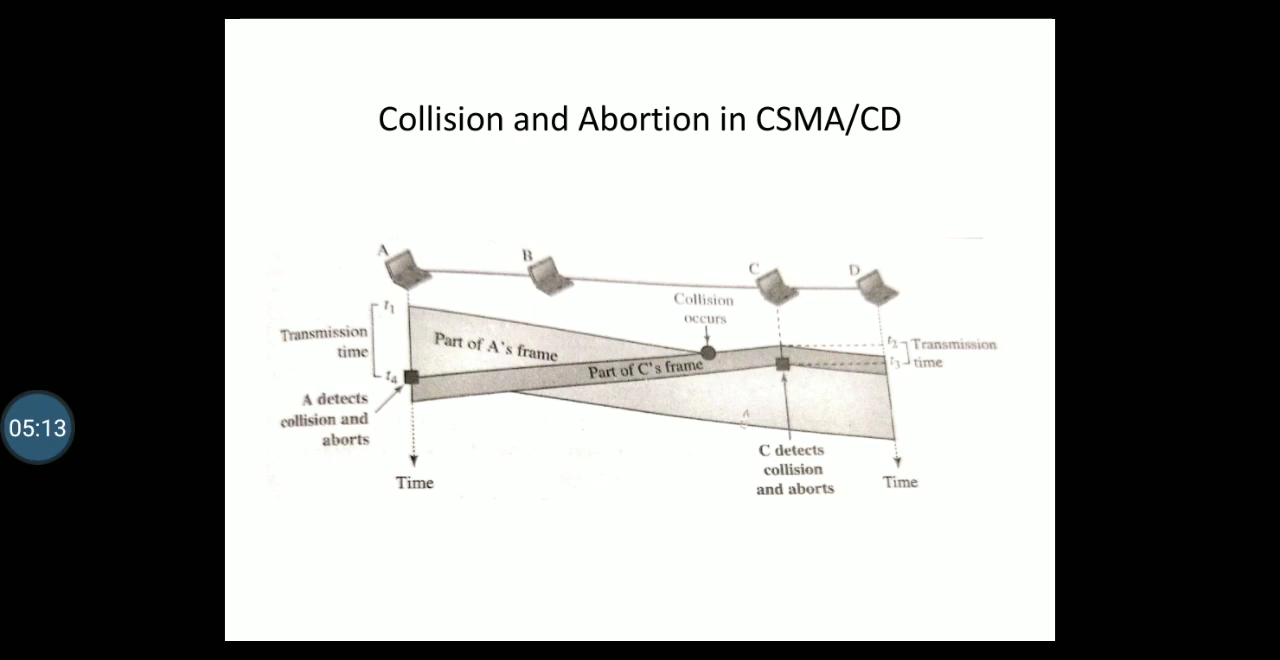 Collision and Abortion in CSMA/CD
A
B
C
D
t1
Collision
occurs
Transmission
time
Part of A's frame
t2
Transmission
t3
time
Part of C's frame
t4
A detects
collision and
aborts
05:13
C detects
collision
and aborts
Time
Time